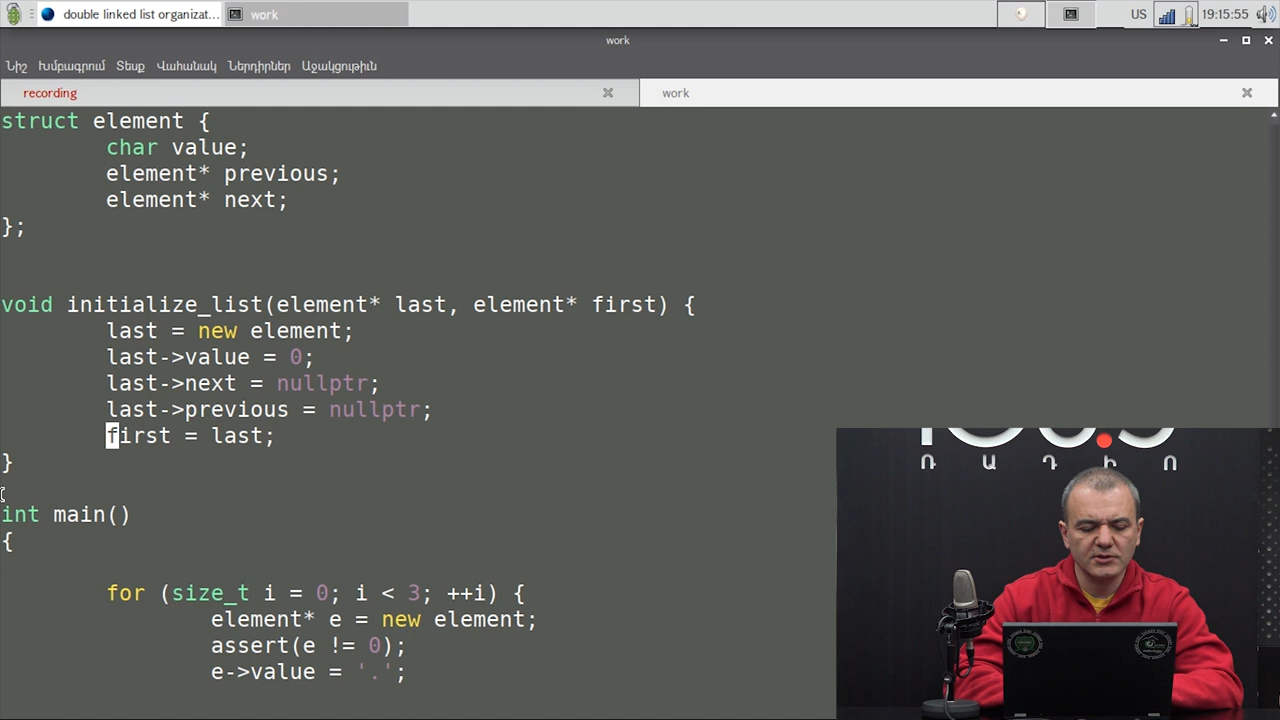 double linked list organizat...
work
US
19:15:55
work
Նիշ Խմբագրում Տեսք Վահանակ Ներդիրներ Աջակցութիւն
recording
work
struct element {
char value;
element* previous;
element* next;
};
void initialize_list(element* last, element* first) {
last = new element;
last->value = 0;
last->next = nullptr;
last->previous = nullptr;
first = last;
}
int main()
{
for (size_t i = 0; i < 3; ++i) {
element* e = new element;
assert(e != 0);
e->value = '.';
ՌԱԴԻՈ